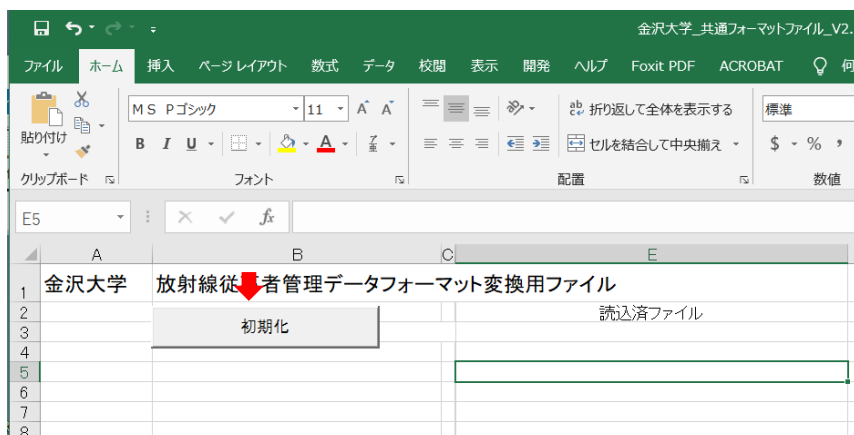 金沢大学_共通フォーマットファイル_V2.
ファイル ホーム 挿入 ページ レイアウト 数式 データ 校閲 表示 開発 ヘルプ Foxit PDF ACROBAT 何
貼り付け MS Pゴシック 11 A A 折り返して全体を表示する 標準
B I U A セルを結合して中央揃え $ % ,
クリップボード フォント 配置 数値
E5 fx
A B C E
1 金沢大学 放射線従 者管理データフォーマット変換用ファイル
2 読込済ファイル
3 初期化
4
5
6
7
8